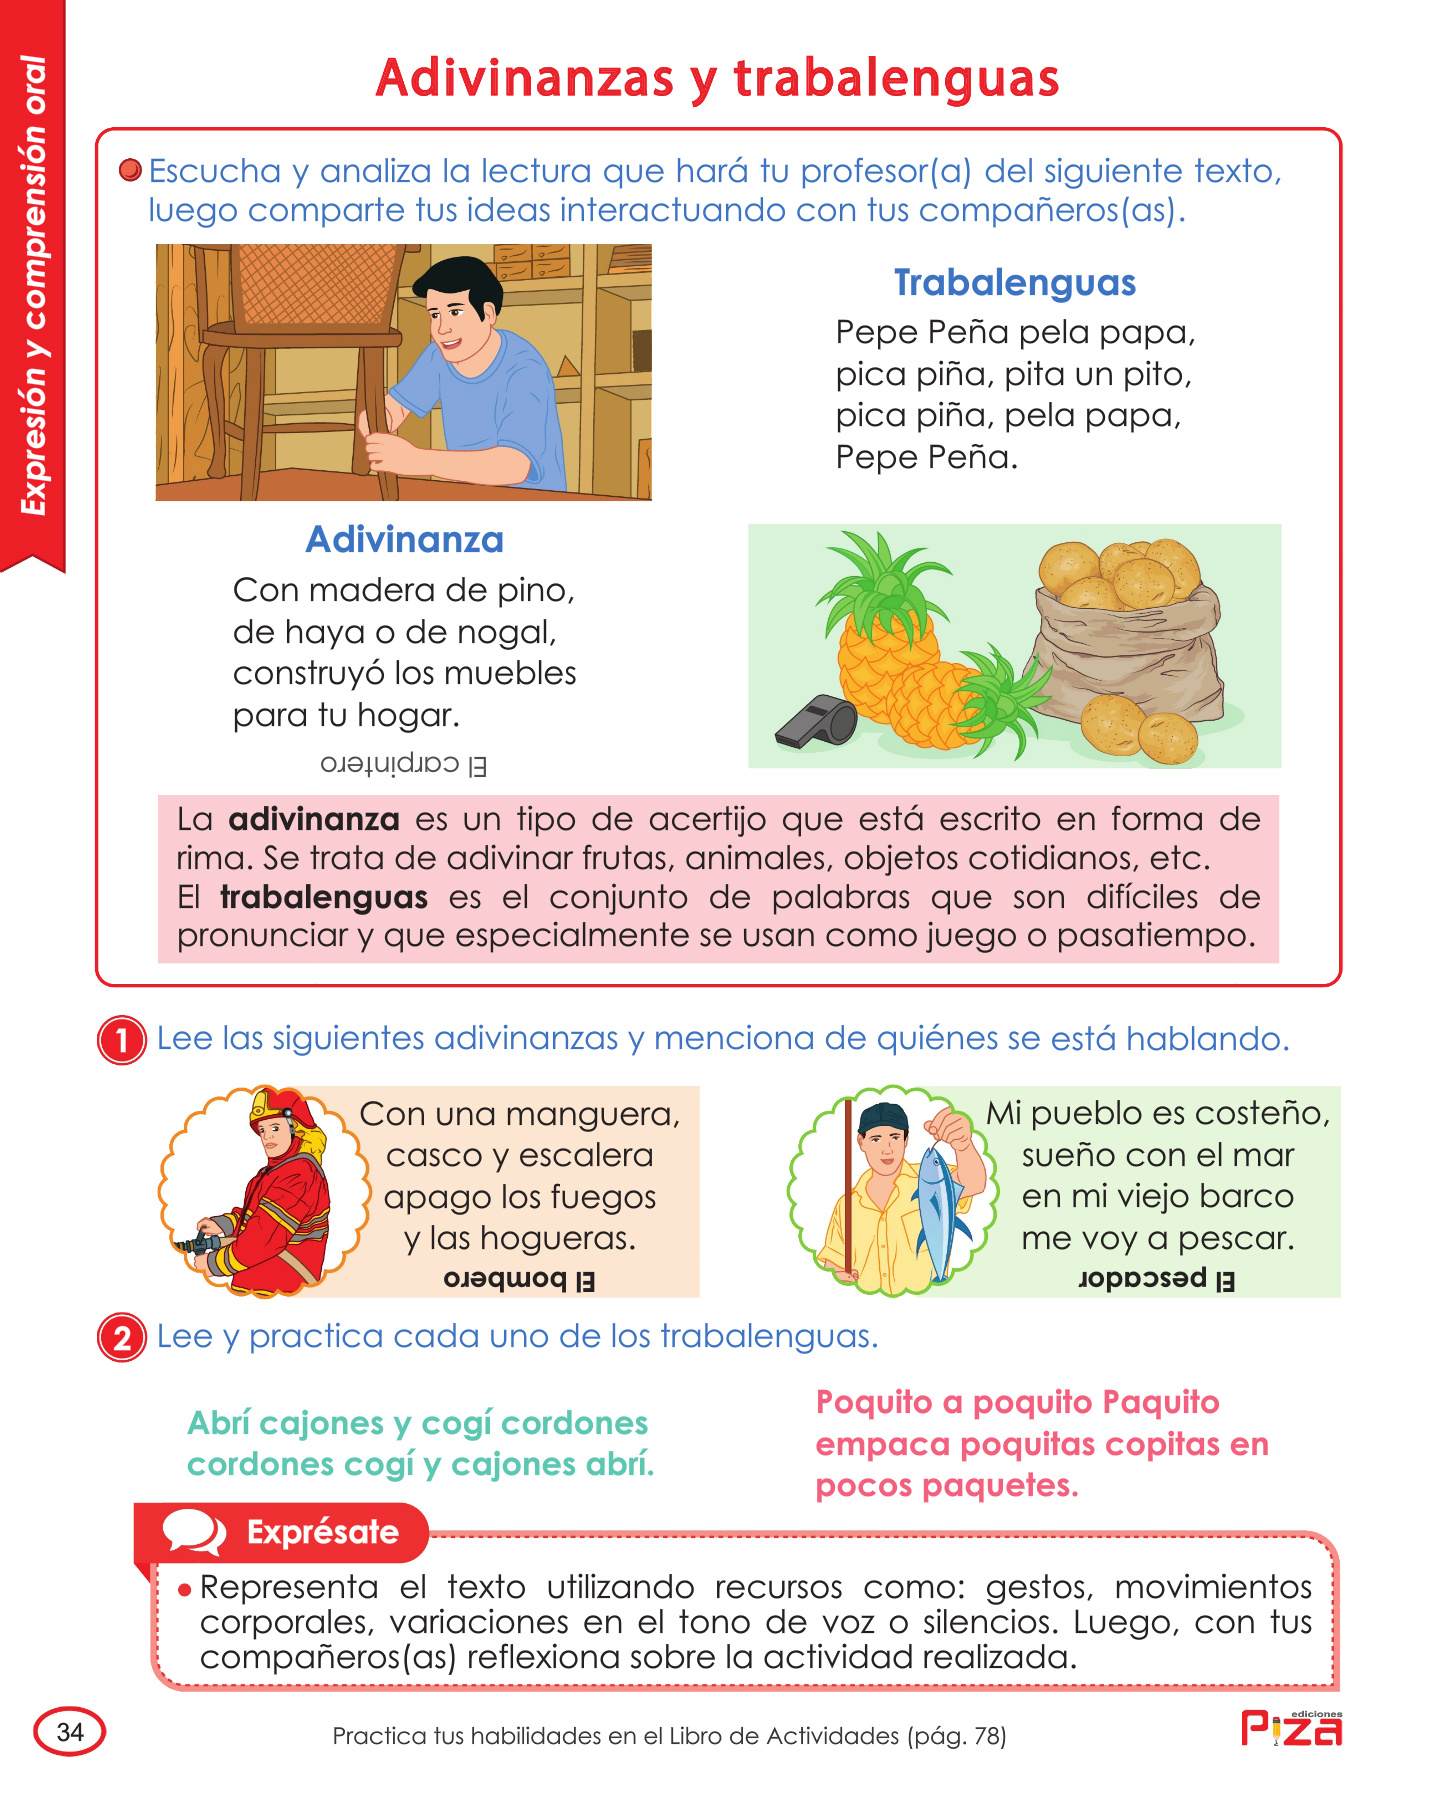 Expresión y comprensión oral
Adivinanzas y trabalenguas
Escucha y analiza la lectura que hará tu profesor(a) del siguiente texto,
luego comparte tus ideas interactuando con tus compañeros(as).
Adivinanza
Con madera de pino,
de haya o de nogal,
construyó los muebles
para tu hogar.
El carpintero
Trabalenguas
Pepe Peña pela papa,
pica piña, pita un pito,
pica piña, pela papa,
Pepe Peña.
La adivinanza es un tipo de acertijo que está escrito en forma de
rima. Se trata de adivinar frutas, animales, objetos cotidianos, etc.
El trabalenguas es el conjunto de palabras que son difíciles de
pronunciar y que especialmente se usan como juego o pasatiempo.
1 Lee las siguientes adivinanzas y menciona de quiénes se está hablando.
Con una manguera,
casco y escalera
apago los fuegos
y las hogueras.
El bombero
Mi pueblo es costeño,
sueño con el mar
en mi viejo barco
me voy a pescar.
El pescador
2 Lee y practica cada uno de los trabalenguas.
Abrí cajones y cogí cordones
cordones cogí y cajones abrí.
Poquito a poquito Paquito
empaca poquitas copitas en
pocos paquetes.
Exprésate
Representa el texto utilizando recursos como: gestos, movimientos
corporales, variaciones en el tono de voz o silencios. Luego, con tus
compañeros(as) reflexiona sobre la actividad realizada.
34
Practica tus habilidades en el Libro de Actividades (pág. 78)
ediciones
Piza